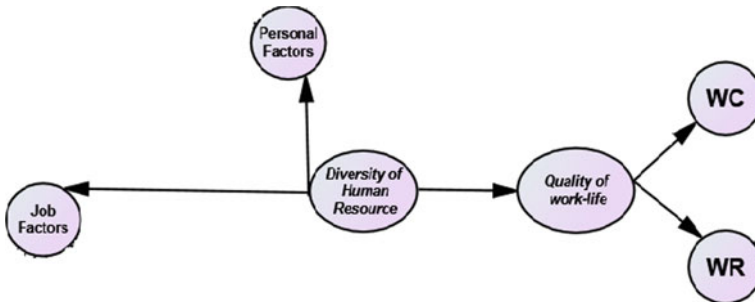 Personal
Factors
WC
Diversity of
Human
Resource
Quality of
work-life
Job
Factors
WR